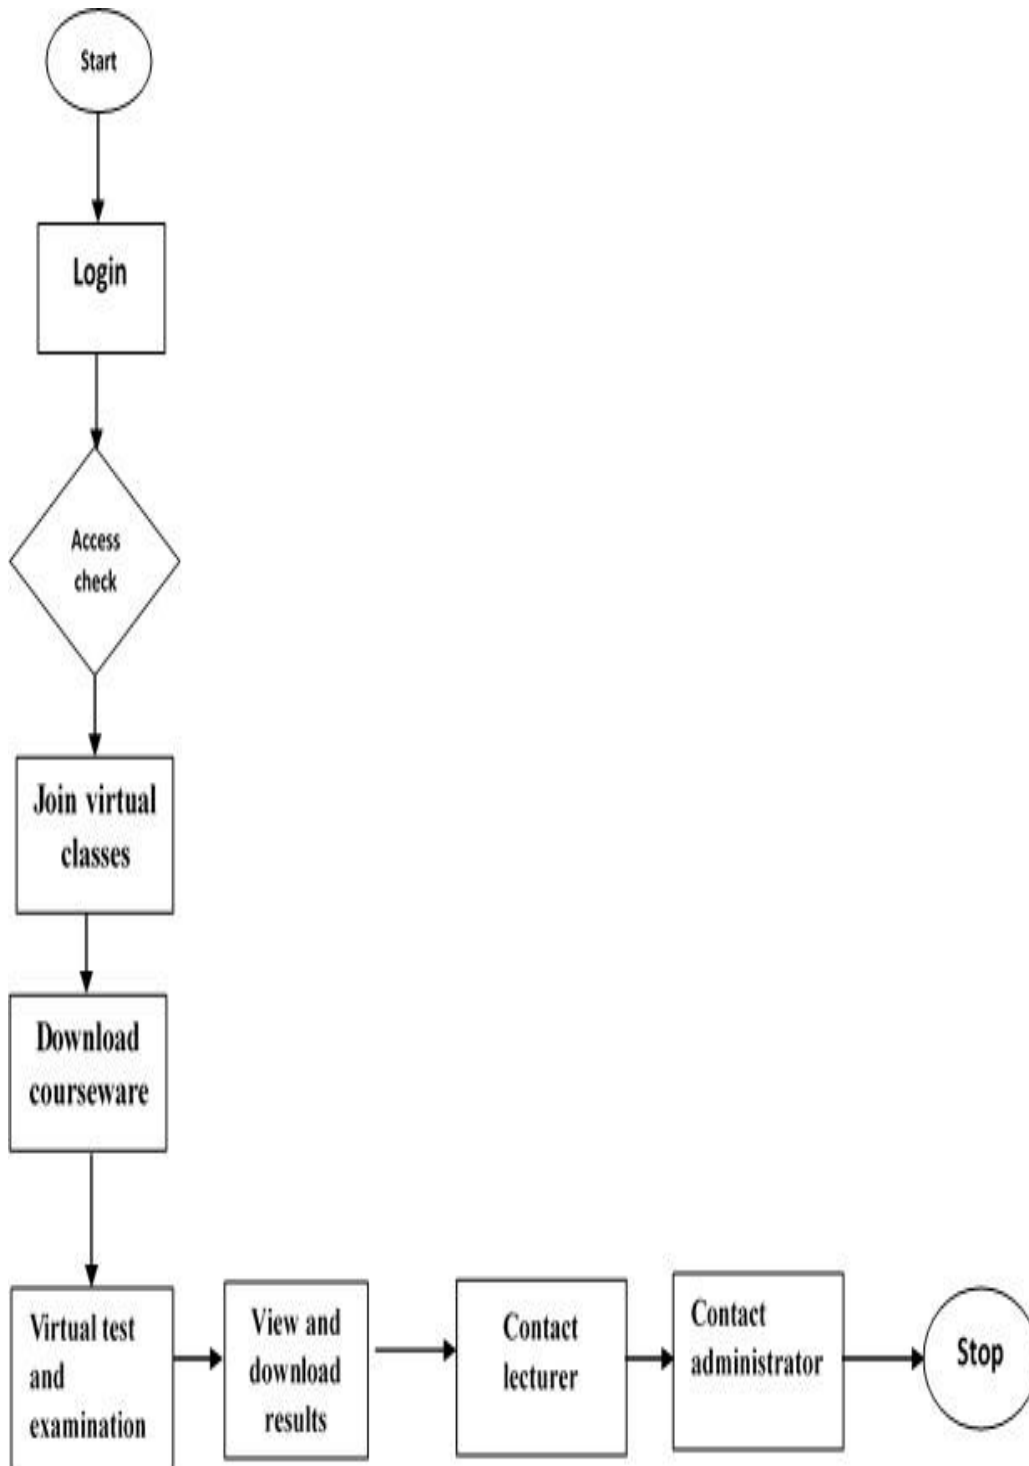 Start
Login
Access
check
Join virtual
classes
Download
courseware
Virtual test
and
examination
View and
download
results
Contact
lecturer
Contact
administrator
Stop